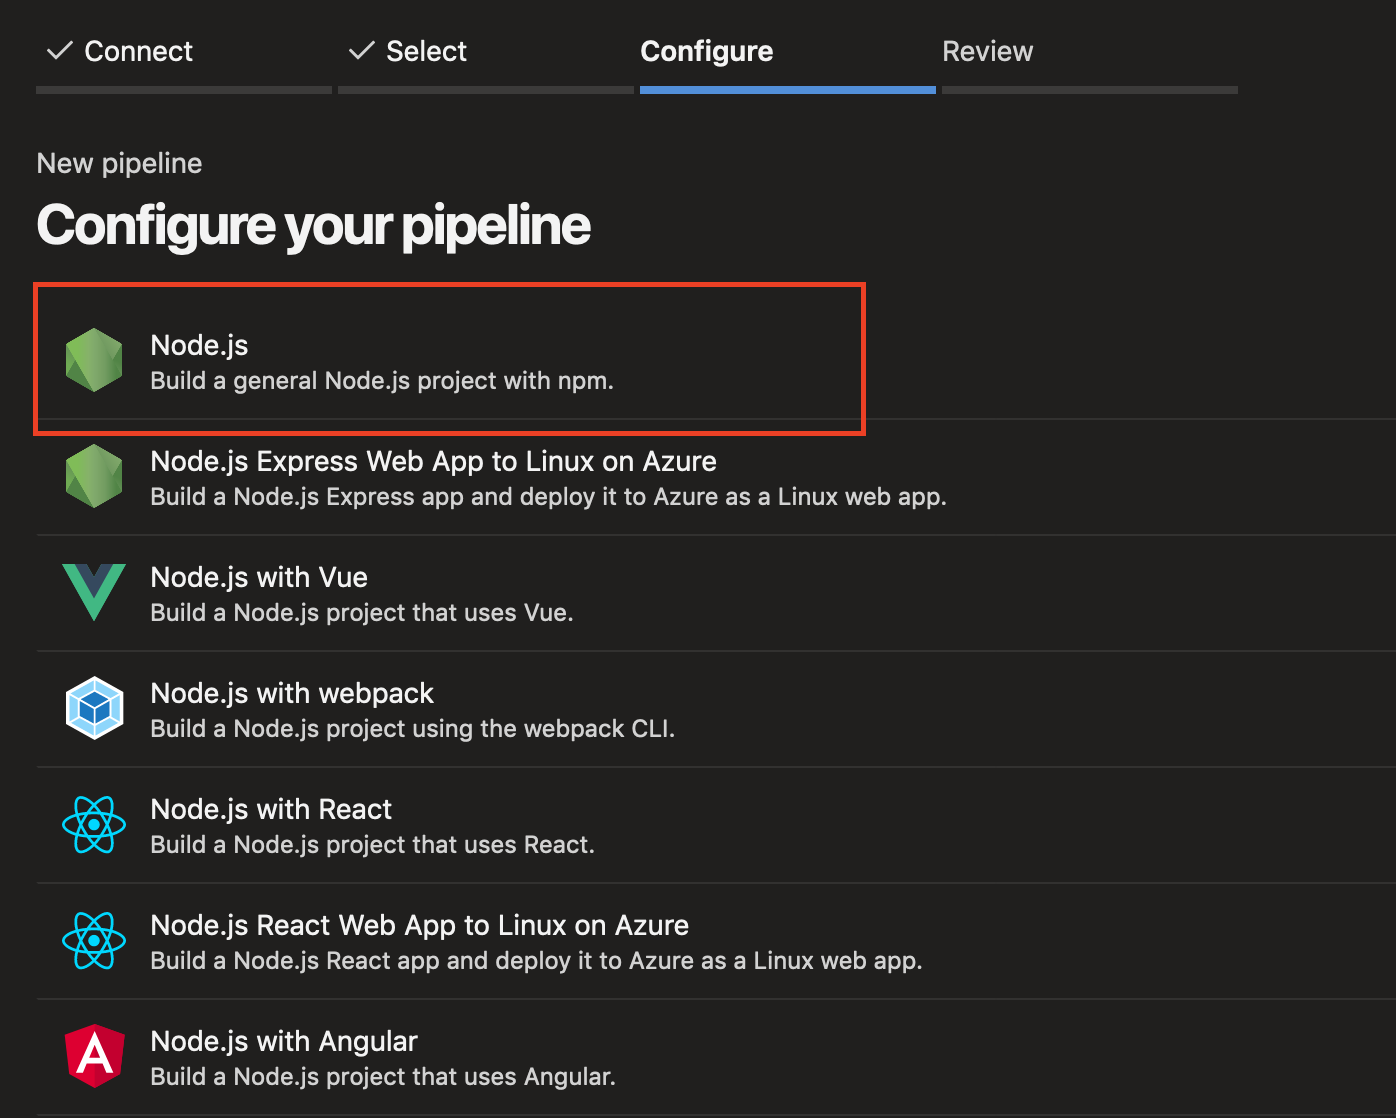 Connect
Select
Configure
Review
New pipeline
Configure your pipeline
Node.js
Build a general Node.js project with npm.
Node.js Express Web App to Linux on Azure
Build a Node.js Express app and deploy it to Azure as a Linux web app.
Node.js with Vue
Build a Node.js project that uses Vue.
Node.js with webpack
Build a Node.js project using the webpack CLI.
Node.js with React
Build a Node.js project that uses React.
Node.js React Web App to Linux on Azure
Build a Node.js React app and deploy it to Azure as a Linux web app.
Node.js with Angular
Build a Node.js project that uses Angular.